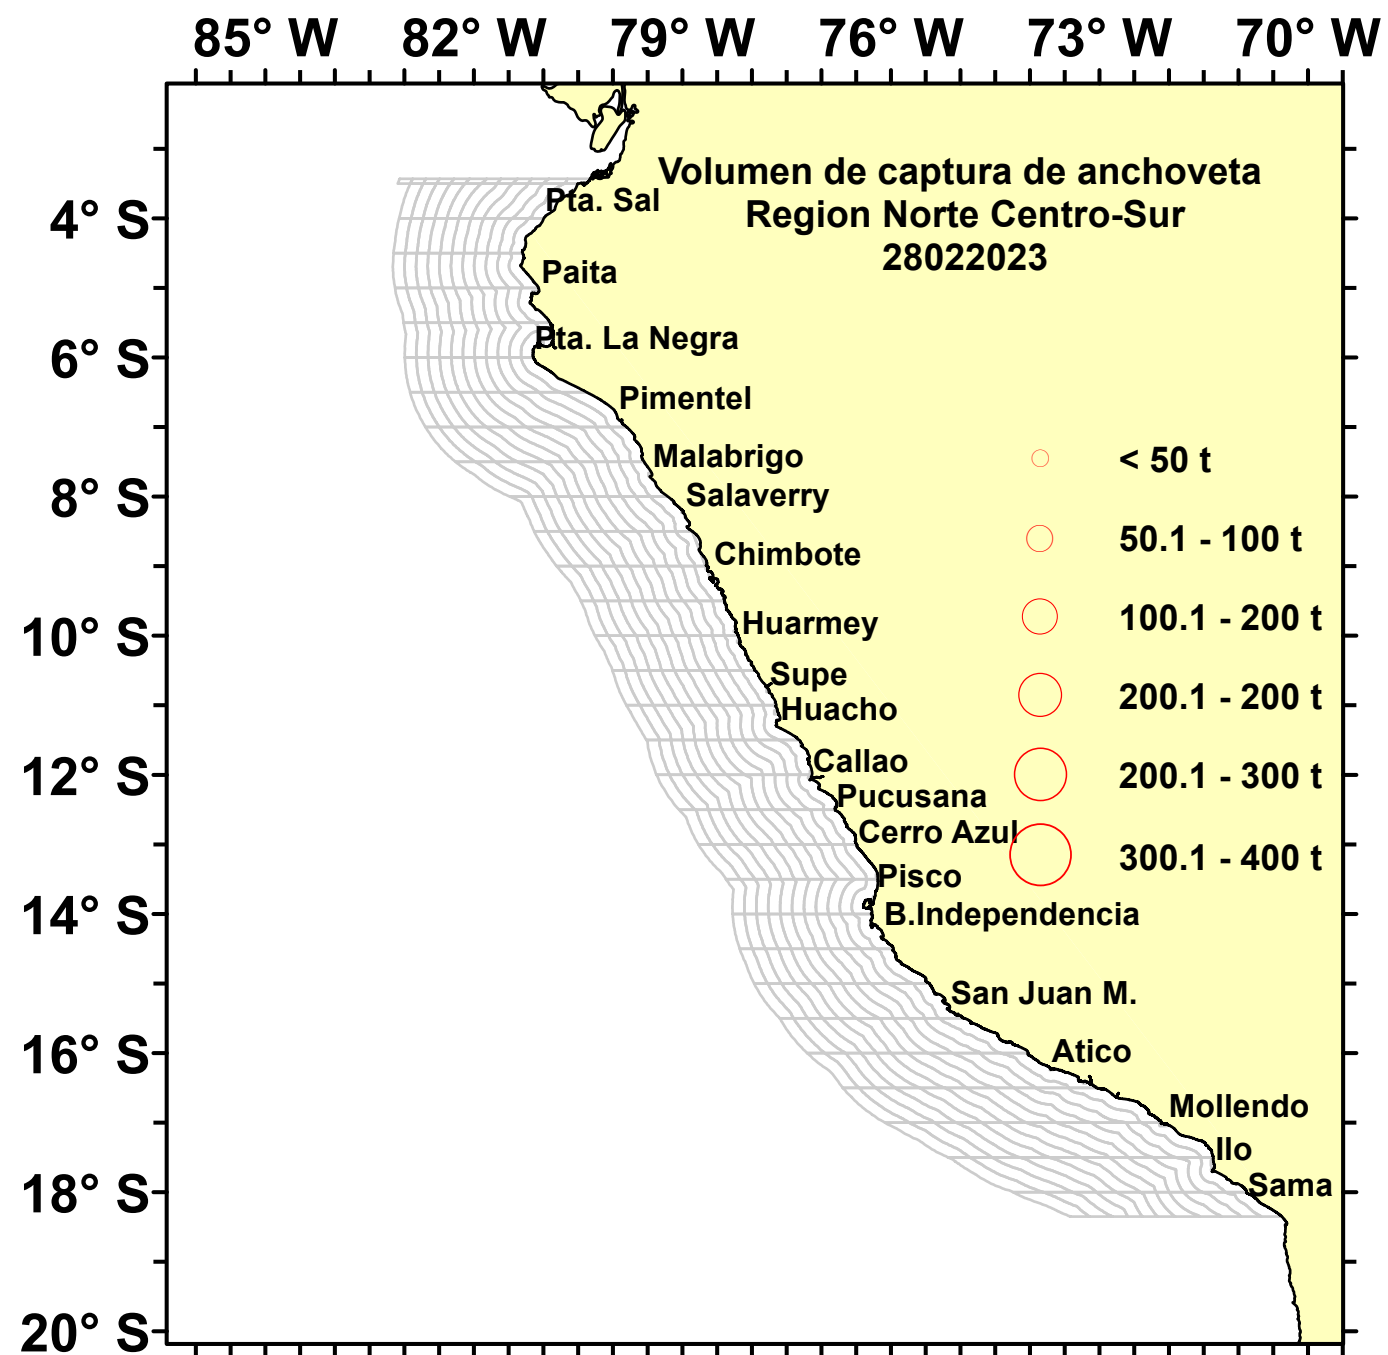 85° W 82° W 79° W 76° W 73° W 70° W
Volumen de captura de anchoveta
Region Norte Centro-Sur
28022023
4° S
6° S
8° S
10° S
12° S
14° S
16° S
18° S
20° S
Pta. Sal
Paita
Pta. La Negra
Pimentel
Malabrigo
Salaverry
Chimbote
Huarmey
Supe
Huacho
Callao
Pucusana
Cerro Azul
Pisco
B.Independencia
San Juan M.
Atico
Mollendo
Ilo
Sama
< 50 t
50.1 - 100 t
100.1 - 200 t
200.1 - 200 t
200.1 - 300 t
300.1 - 400 t